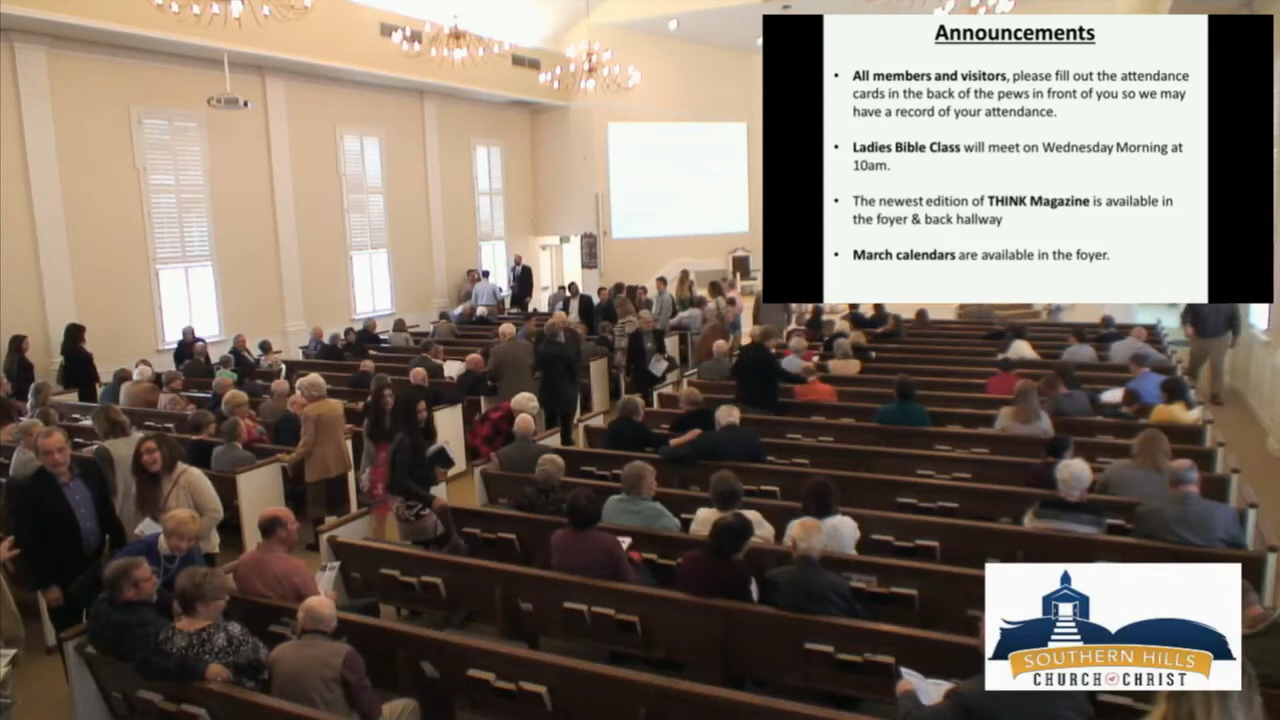 Announcements
• All members and visitors, please fill out the attendance
cards in the back of the pews in front of you so we may
have a record of your attendance.
• Ladies Bible Class will meet on Wednesday Morning at
10am.
• The newest edition of THINK Magazine is available in
the foyer & back hallway
• March calendars are available in the foyer.
SOUTHERN HILLS
CHURCH OF CHRIST